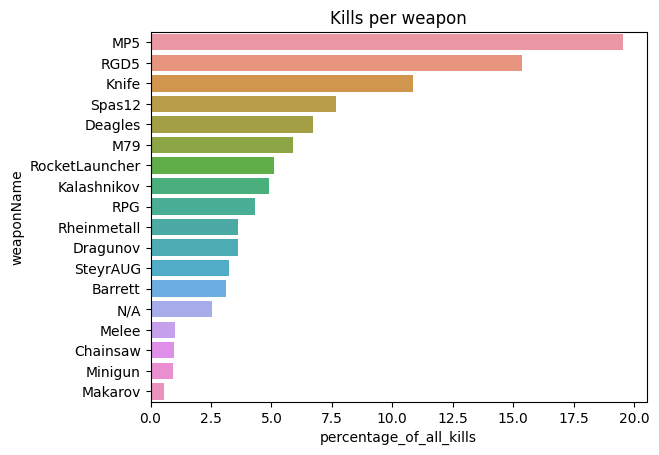 Kills per weapon
MP5
RGD5
Knife
Spas12
Deagles
M79
RocketLauncher
Kalashnikov
RPG
Rheinmetall
Dragunov
SteyrAUG
Barrett
N/A
Melee
Chainsaw
Minigun
Makarov
weaponName
0.0 2.5 5.0 7.5 10.0 12.5 15.0 17.5 20.0
percentage_of_all_kills